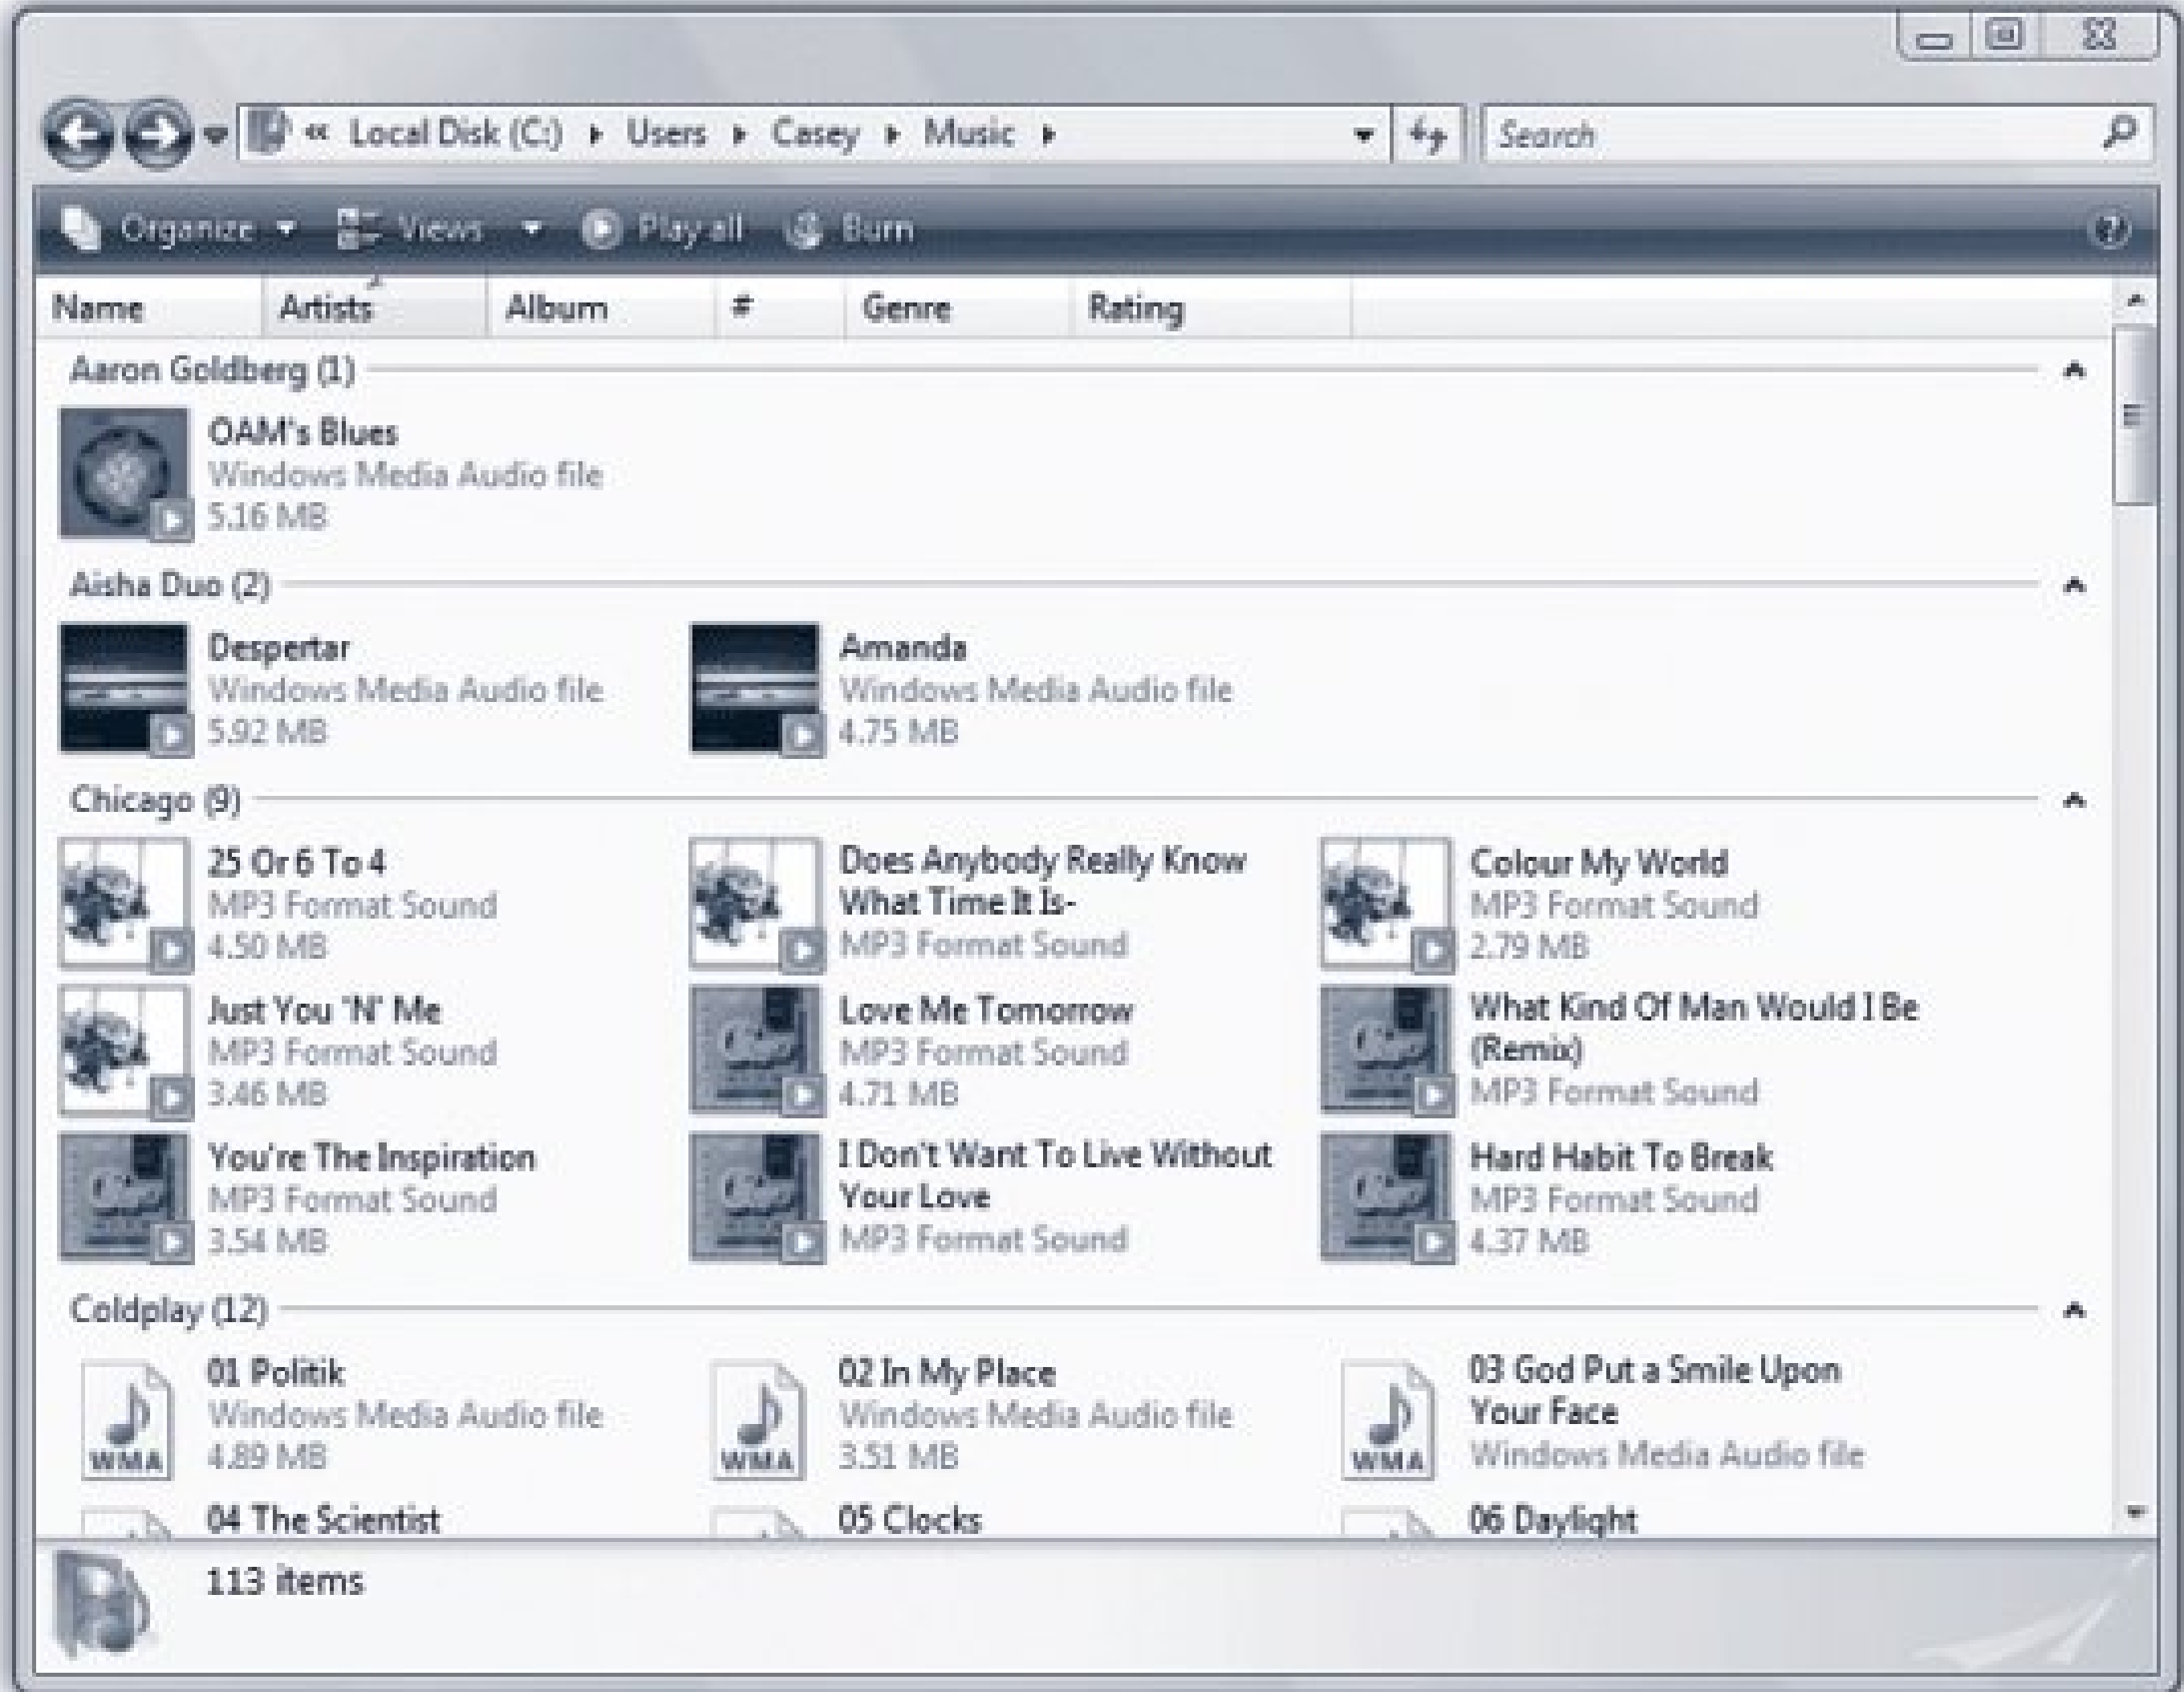 « Local Disk (C:) ▸ Users ▸ Casey ▸ Music ▸
Search
Organize Views Play all Burn
Name Artists Album # Genre Rating
Aaron Goldberg (1)
OAM's Blues
Windows Media Audio file
5.16 MB
Aisha Duo (2)
Despertar
Windows Media Audio file
5.92 MB
Amanda
Windows Media Audio file
4.75 MB
Chicago (9)
25 Or 6 To 4
MP3 Format Sound
4.50 MB
Does Anybody Really Know
What Time It Is-
MP3 Format Sound
Colour My World
MP3 Format Sound
2.79 MB
Just You 'N' Me
MP3 Format Sound
3.46 MB
Love Me Tomorrow
MP3 Format Sound
4.71 MB
What Kind Of Man Would I Be
(Remix)
MP3 Format Sound
You're The Inspiration
MP3 Format Sound
3.54 MB
I Don't Want To Live Without
Your Love
MP3 Format Sound
Hard Habit To Break
MP3 Format Sound
4.37 MB
Coldplay (12)
WMA
01 Politik
Windows Media Audio file
4.89 MB
WMA
02 In My Place
Windows Media Audio file
3.51 MB
WMA
03 God Put a Smile Upon
Your Face
Windows Media Audio file
04 The Scientist
05 Clocks
06 Daylight
113 items